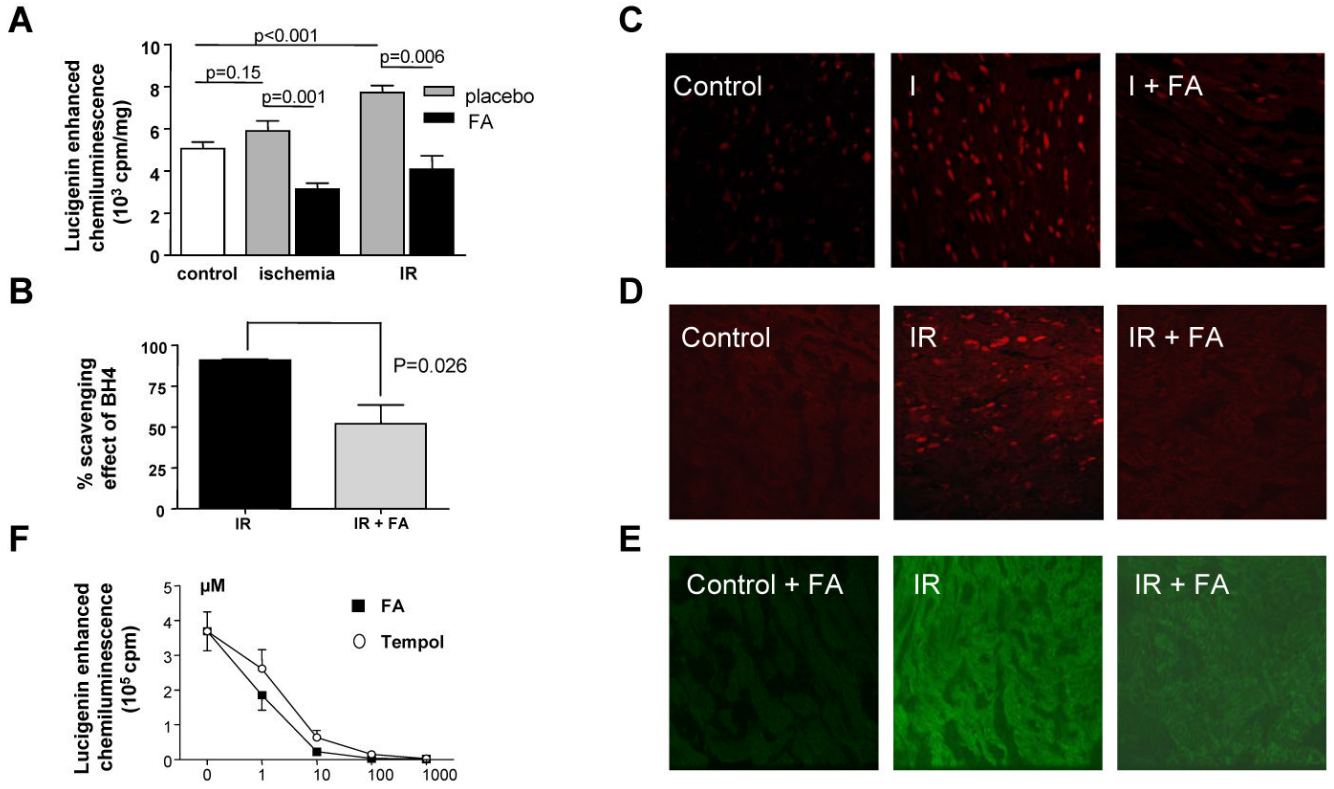 A
Lucigenin enhanced
chemiluminescence
(10³ cpm/mg)
10
8
6
4
2
0
p<0.001
p=0.15
p=0.001
p=0.006
placebo
FA
control
ischemia
IR
B
% scavenging
effect of BH4
100
75
50
25
0
P=0.026
IR
IR + FA
F
Lucigenin enhanced
chemiluminescence
(10⁵ cpm)
5
4
3
2
1
0
µM
FA
Tempol
0
1
10
100
1000
C
Control
I
I + FA
D
Control
IR
IR + FA
E
Control + FA
IR
IR + FA